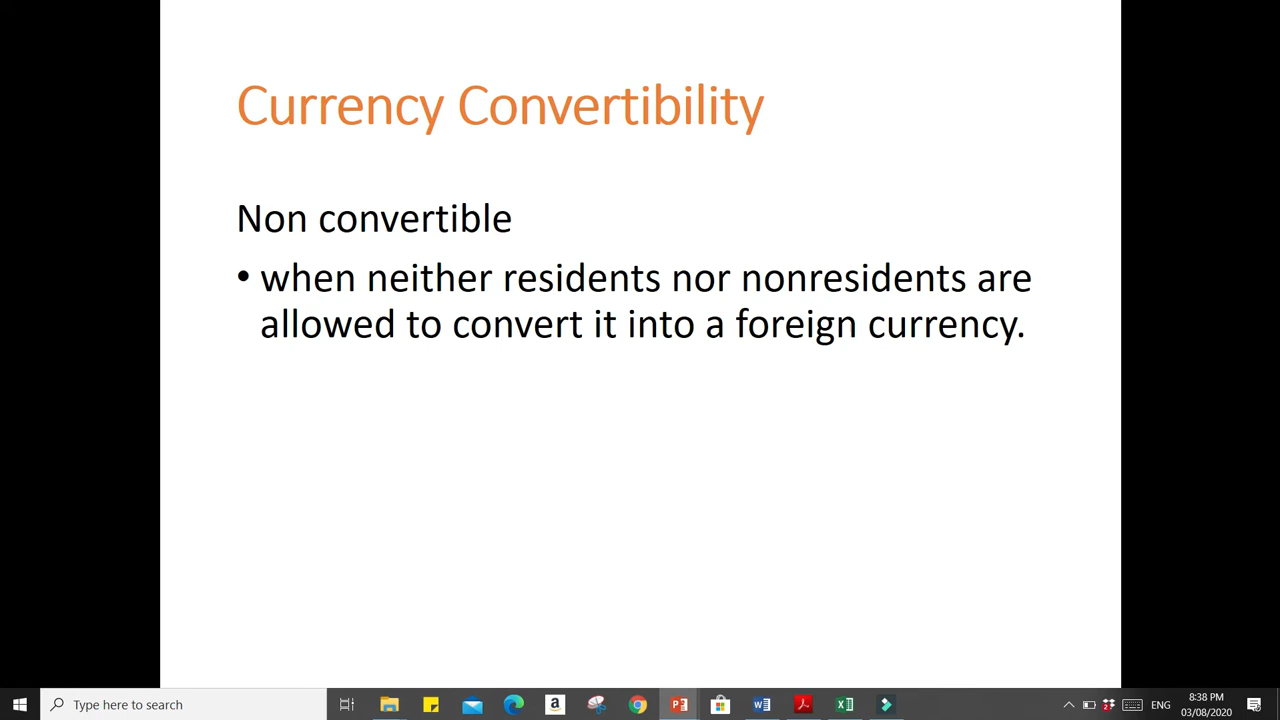 Currency Convertibility
Non convertible
• when neither residents nor nonresidents are
allowed to convert it into a foreign currency.
Type here to search
ENG
8:38 PM
03/08/2020